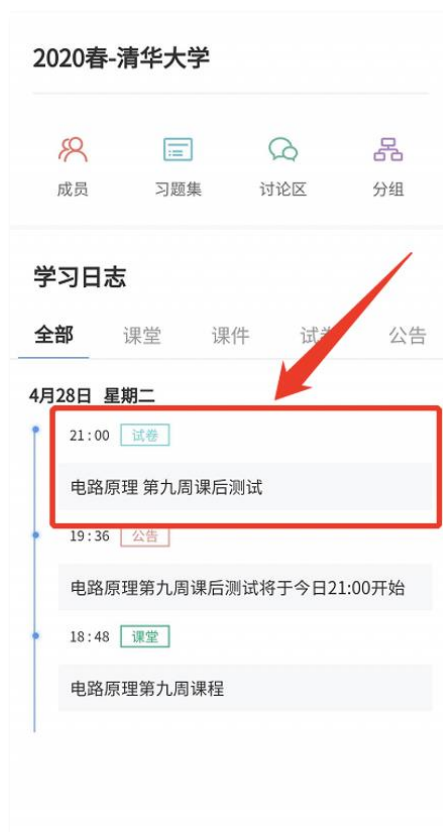 2020春-清华大学
成员 习题集 讨论区 分组
学习日志
全部 课堂 课件 试卷 公告
4月28日 星期二
21:00 试卷
电路原理 第九周课后测试
19:36 公告
电路原理第九周课后测试将于今日21:00开始
18:48 课堂
电路原理第九周课程